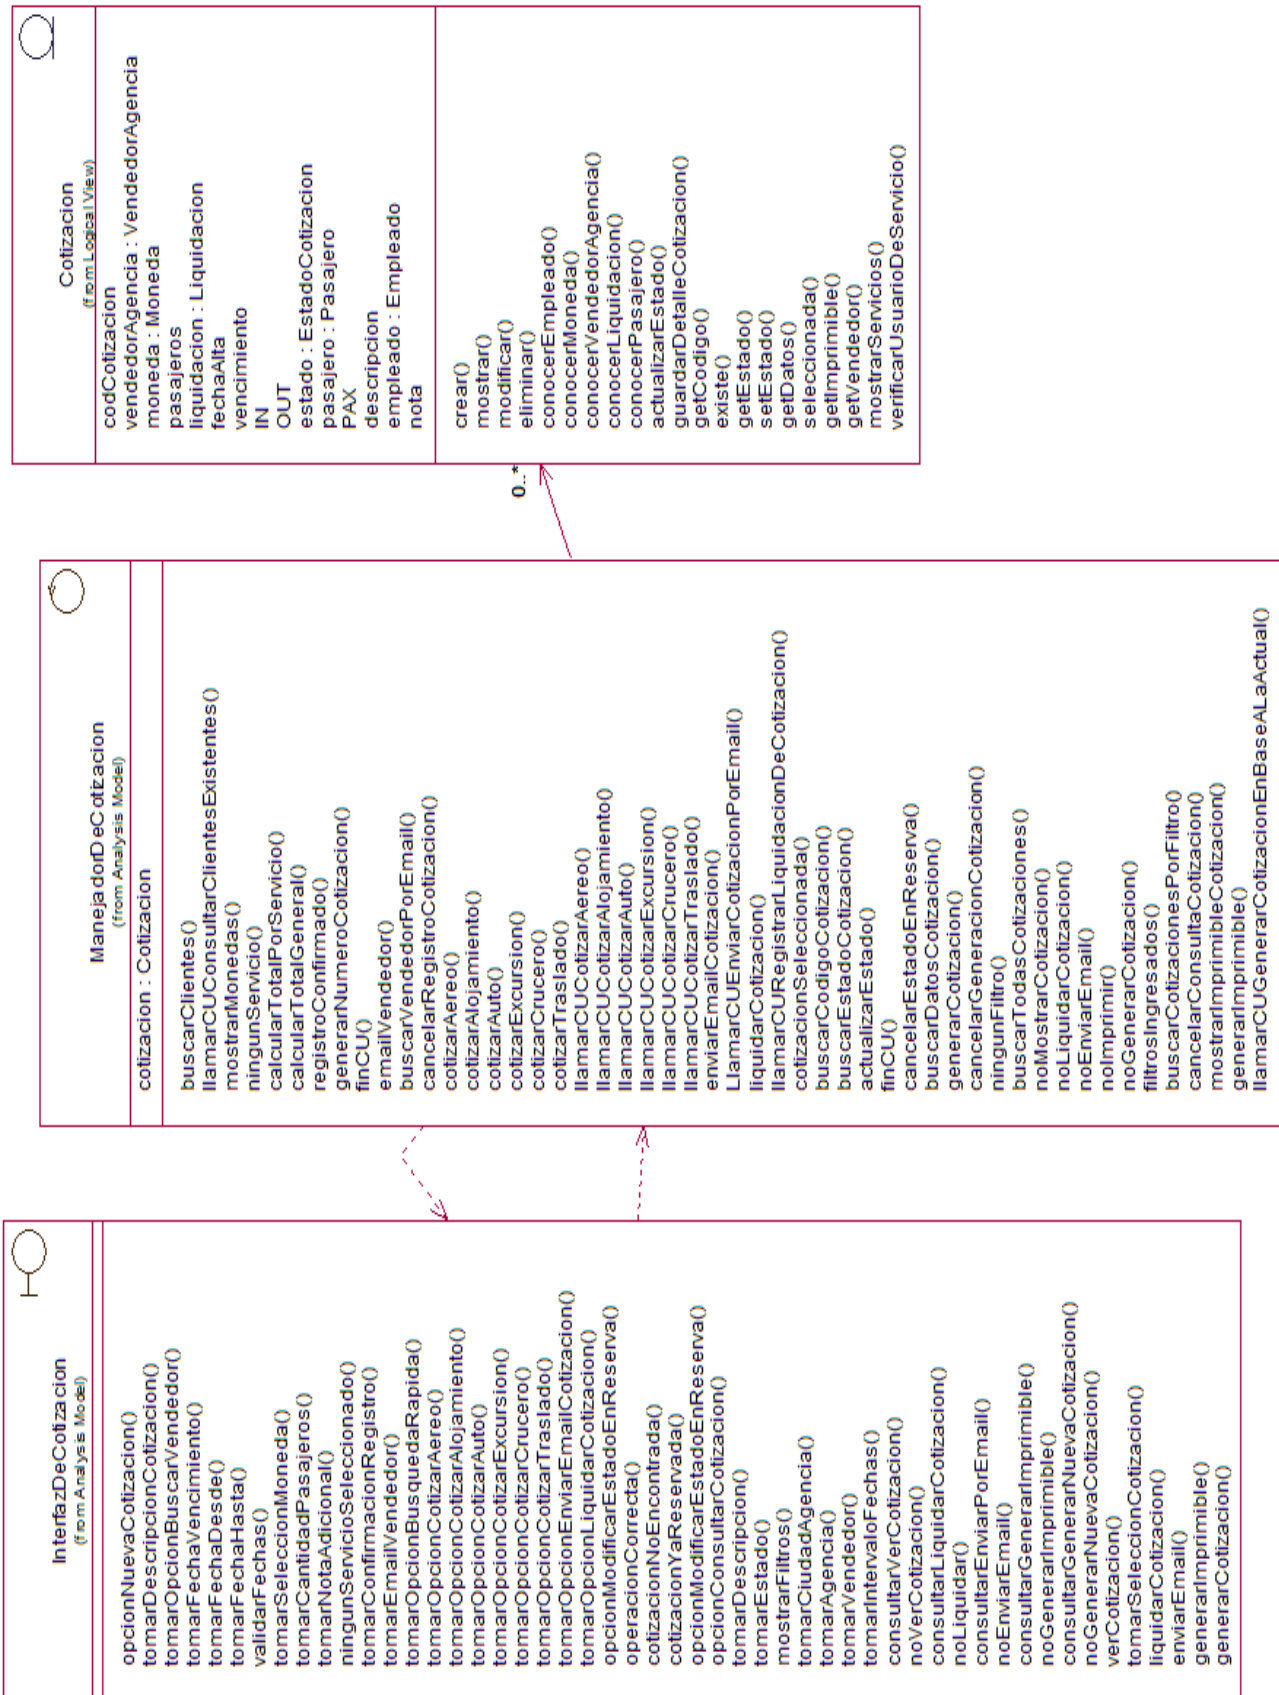 InterfazDeCotizacion
(from Analysis Model)
opcionNuevaCotizacion()
tomarDescripcionCotizacion()
tomarOpcionBuscarVendedor()
tomarFechaVencimiento()
tomarFechaDesde()
tomarFechaHasta()
validarFechas()
tomarSeleccionMoneda()
tomarCantidadPasajeros()
tomarNotaAdicional()
ningunServicioSeleccionado()
tomarConfirmacionRegistro()
tomarEmailVendedor()
tomarOpcionBusquedaRapida()
tomarOpcionCotizarAereo()
tomarOpcionCotizarAlojamiento()
tomarOpcionCotizarAuto()
tomarOpcionCotizarExcursion()
tomarOpcionCotizarCrucero()
tomarOpcionCotizarTraslado()
tomarOpcionEnviarEmailCotizacion()
tomarOpcionLiquidarCotizacion()
opcionModificarEstadoEnReserva()
operacionCorrecta()
cotizacionNoEncontrada()
cotizacionYaReservada()
opcionModificarEstadoEnReserva()
opcionConsultarCotizacion()
tomarDescripcion()
tomarEstado()
mostrarFiltros()
tomarCiudadAgencia()
tomarAgencia()
tomarVendedor()
tomarIntervaloFechas()
consultarVerCotizacion()
noVerCotizacion()
consultarLiquidarCotizacion()
noLiquidar()
consultarEnviarPorEmail()
noEnviarEmail()
consultarGenerarImprimible()
noGenerarImprimible()
consultarGenerarNuevaCotizacion()
noGenerarNuevaCotizacion()
verCotizacion()
tomarSeleccionCotizacion()
liquidarCotizacion()
enviarEmail()
generarImprimible()
generarCotizacion()
ManejadorDeCotizacion
(from Analysis Model)
cotizacion : Cotizacion
buscarClientes()
llamarCUConsultarClientesExistentes()
mostrarMonedas()
ningunServicio()
calcularTotalPorServicio()
calcularTotalGeneral()
registroConfirmado()
generarNumeroCotizacion()
finCU()
emailVendedor()
buscarVendedorPorEmail()
cancelarRegistroCotizacion()
cotizarAereo()
cotizarAlojamiento()
cotizarAuto()
cotizarExcursion()
cotizarCrucero()
cotizarTraslado()
llamarCUCotizarAereo()
llamarCUCotizarAlojamiento()
llamarCUCotizarAuto()
llamarCUCotizarExcursion()
llamarCUCotizarCrucero()
llamarCUCotizarTraslado()
enviarEmailCotizacion()
LlamarCUEnviarCotizacionPorEmail()
liquidarCotizacion()
llamarCURegistrarLiquidacionDeCotizacion()
cotizacionSeleccionada()
buscarCodigoCotizacion()
buscarEstadoCotizacion()
actualizarEstado()
finCU()
cancelarEstadoEnReserva()
buscarDatosCotizacion()
generarCotizacion()
cancelarGeneracionCotizacion()
ningunFiltro()
buscarTodasCotizaciones()
noMostrarCotizacion()
noLiquidarCotizacion()
noEnviarEmail()
noImprimir()
noGenerarCotizacion()
filtrosIngresados()
buscarCotizacionesPorFiltro()
cancelarConsultaCotizacion()
mostrarImprimibleCotizacion()
generarImprimible()
llamarCUGenerarCotizacionEnBaseALaActual()
0..*
Cotizacion
(from Logical View)
codCotizacion
vendedorAgencia : VendedorAgencia
moneda : Moneda
pasajeros
liquidacion : Liquidacion
fechaAlta
vencimiento
IN
OUT
estado : EstadoCotizacion
pasajero : Pasajero
PAX
descripcion
empleado : Empleado
nota
crear()
mostrar()
modificar()
eliminar()
conocerEmpleado()
conocerMoneda()
conocerVendedorAgencia()
conocerLiquidacion()
conocerPasajero()
actualizarEstado()
guardarDetalleCotizacion()
getCodigo()
existe()
getEstado()
setEstado()
getDatos()
seleccionada()
getImprimible()
getVendedor()
mostrarServicios()
verificarUsuarioDeServicio()